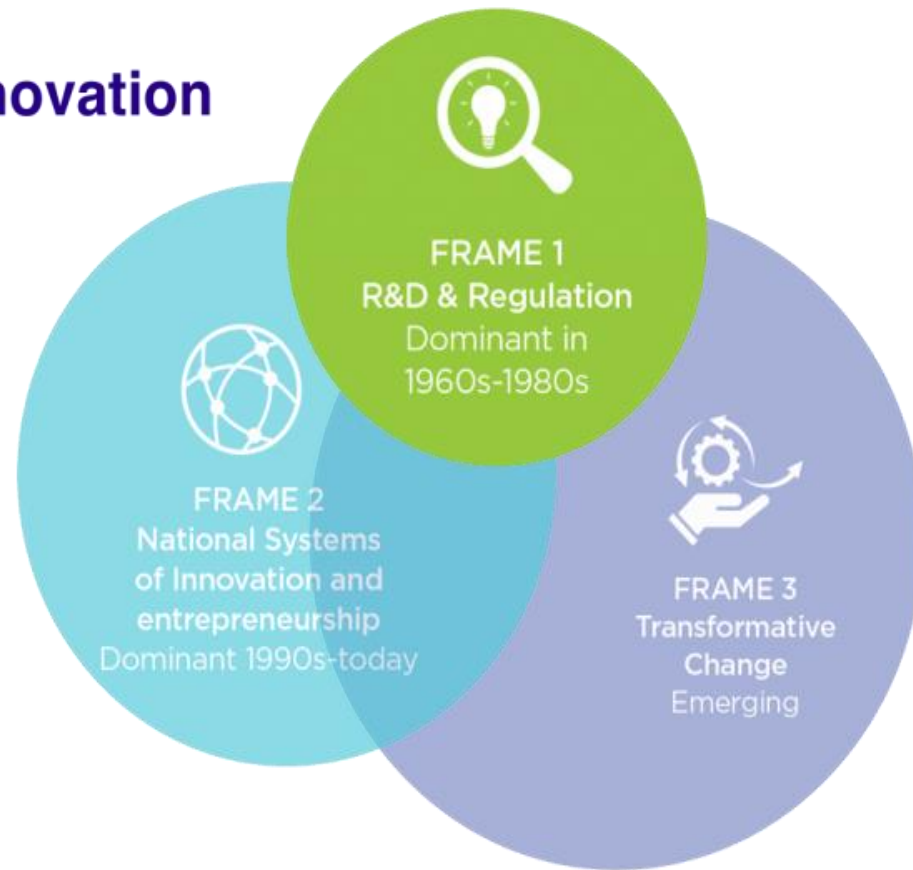 FRAME 1
R&D & Regulation
Dominant in
1960s-1980s
FRAME 2
National Systems
of Innovation and
entrepreneurship
Dominant 1990s-today
FRAME 3
Transformative
Change
Emerging